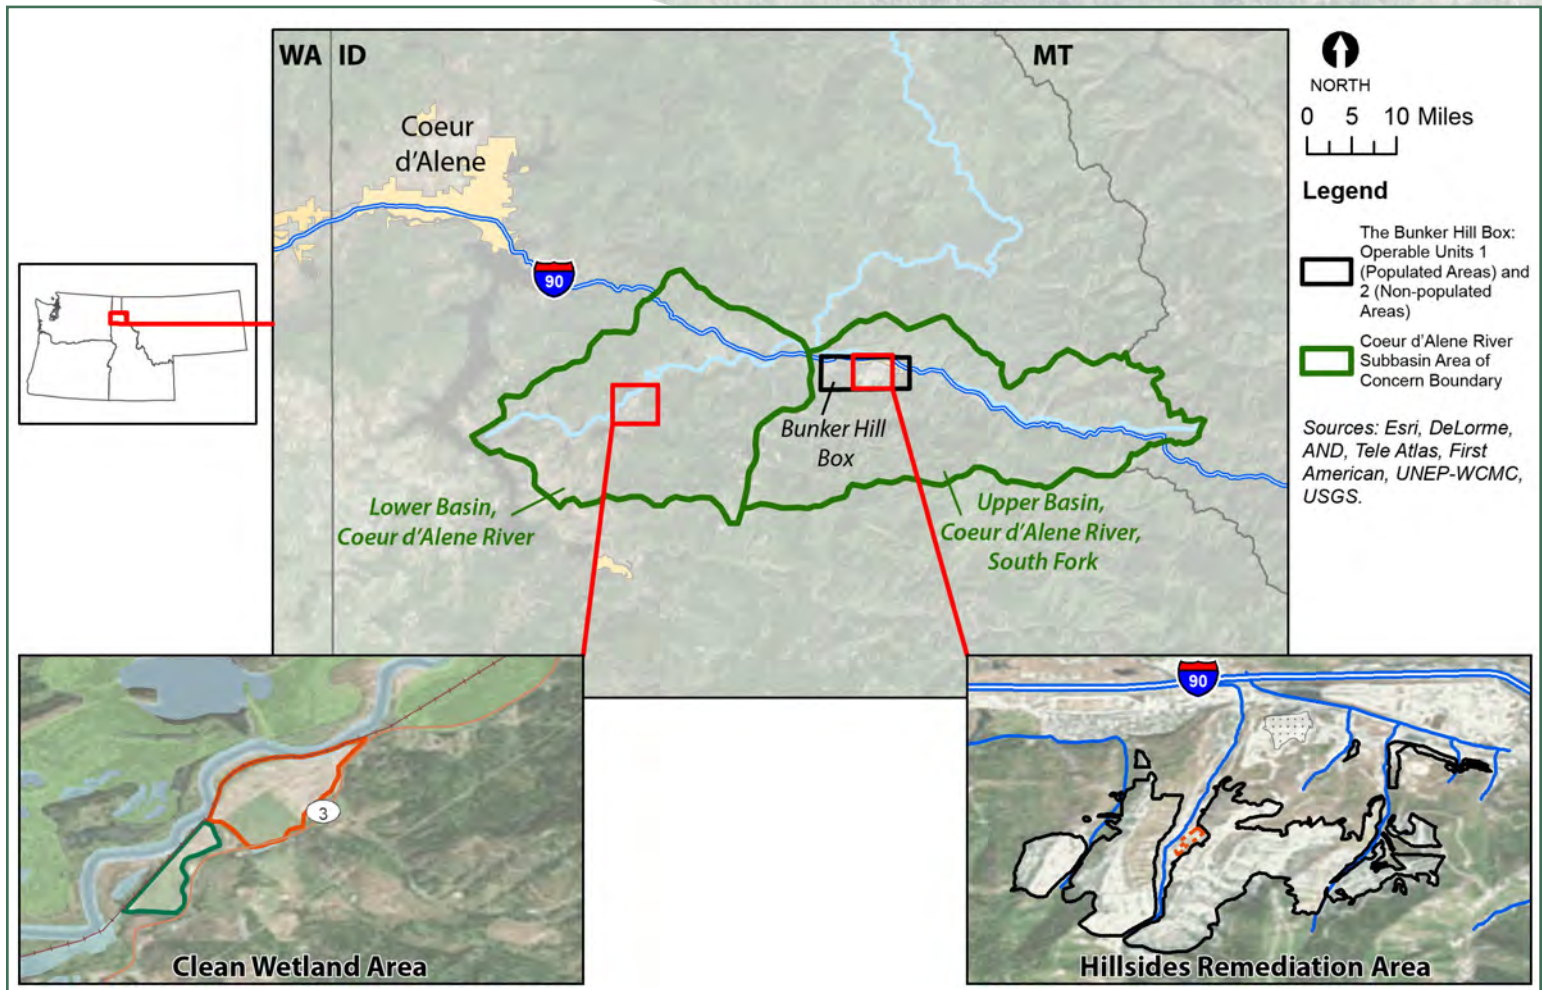 WA ID MT
Coeur
d'Alene
90
Bunker Hill
Box
Lower Basin,
Coeur d'Alene River
Upper Basin,
Coeur d'Alene River,
South Fork
NORTH
0 5 10 Miles
Legend
The Bunker Hill Box:
Operable Units 1
(Populated Areas) and
2 (Non-populated
Areas)
Coeur d'Alene River
Subbasin Area of
Concern Boundary
Sources: Esri, DeLorme,
AND, Tele Atlas, First
American, UNEP-WCMC,
USGS.
3
Clean Wetland Area
90
Hillsides Remediation Area